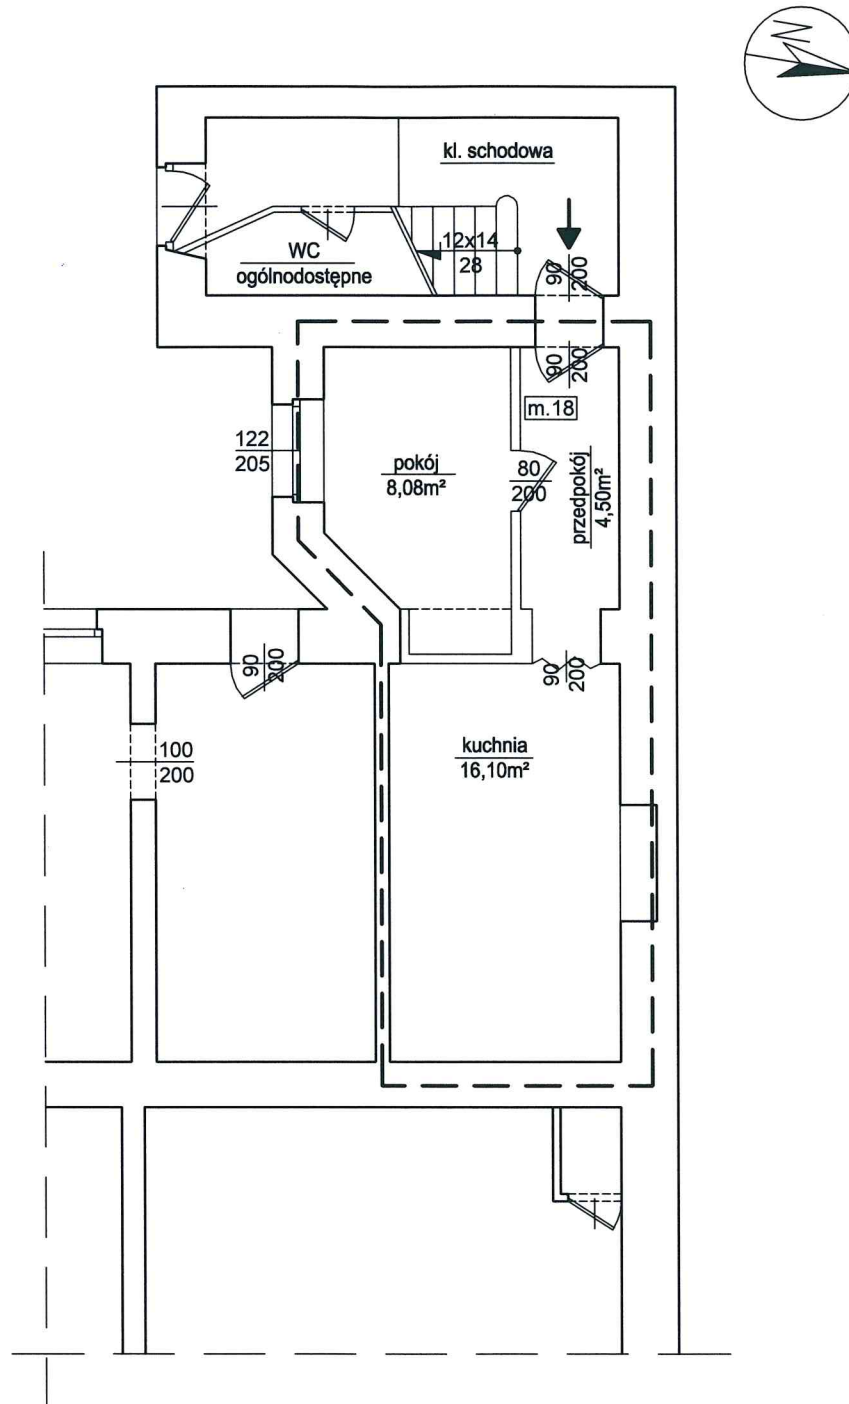 N
kl. schodowa
12x14
28
WC
ogólnodostępne
90
200
90
200
m.18
122
205
pokój
8,08m²
80
200
przedpokój
4,50m²
90
200
90
200
100
200
kuchnia
16,10m²